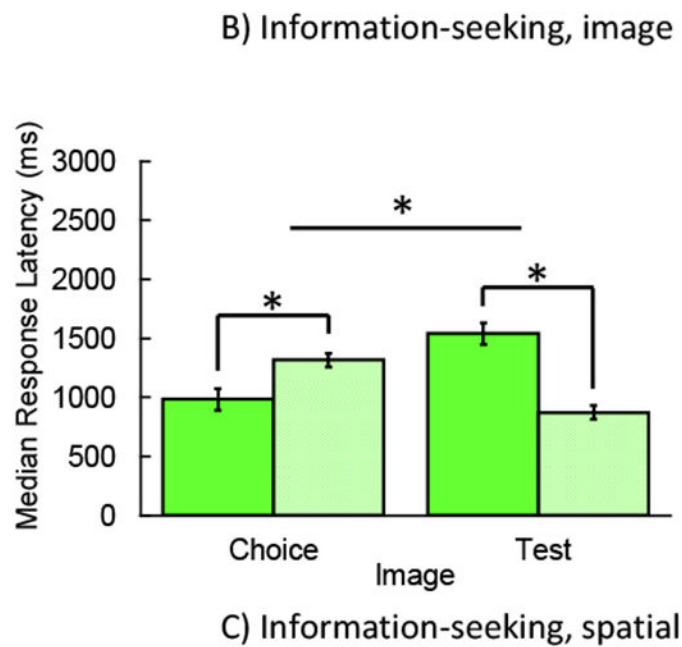 B) Information-seeking, image
Median Response Latency (ms)
3000
2500
2000
1500
1000
500
0
*
*
*
Choice
Test
Image
C) Information-seeking, spatial